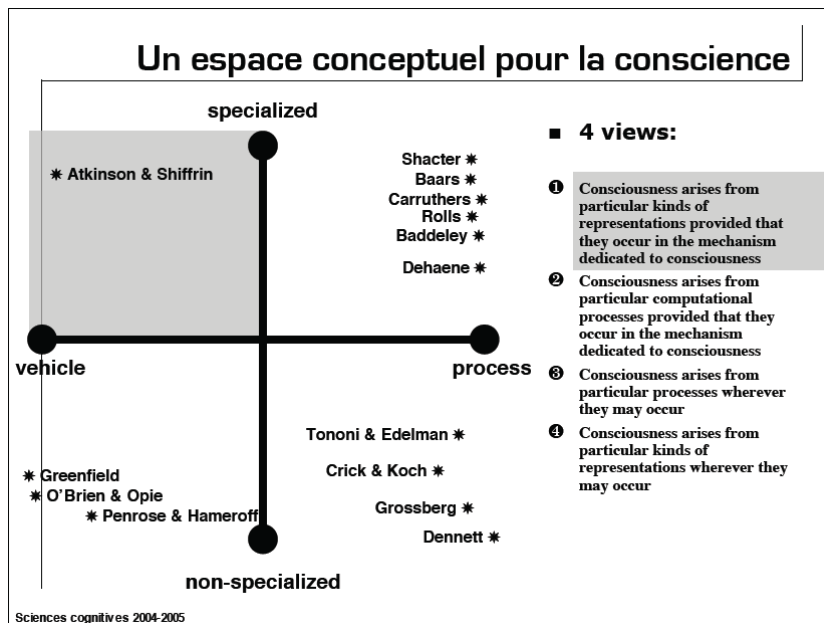 Un espace conceptuel pour la conscience
specialized
Atkinson & Shiffrin
Shacter
Baars
Carruthers
Rolls
Baddeley
Dehaene
vehicle
process
Tononi & Edelman
Crick & Koch
Grossberg
Dennett
Greenfield
O'Brien & Opie
Penrose & Hameroff
non-specialized
4 views:
❶ Consciousness arises from
particular kinds of
representations provided that
they occur in the mechanism
dedicated to consciousness
❷ Consciousness arises from
particular computational
processes provided that they
occur in the mechanism
dedicated to consciousness
❸ Consciousness arises from
particular processes wherever
they may occur
❹ Consciousness arises from
particular kinds of
representations wherever they
may occur
Sciences cognitives 2004-2005